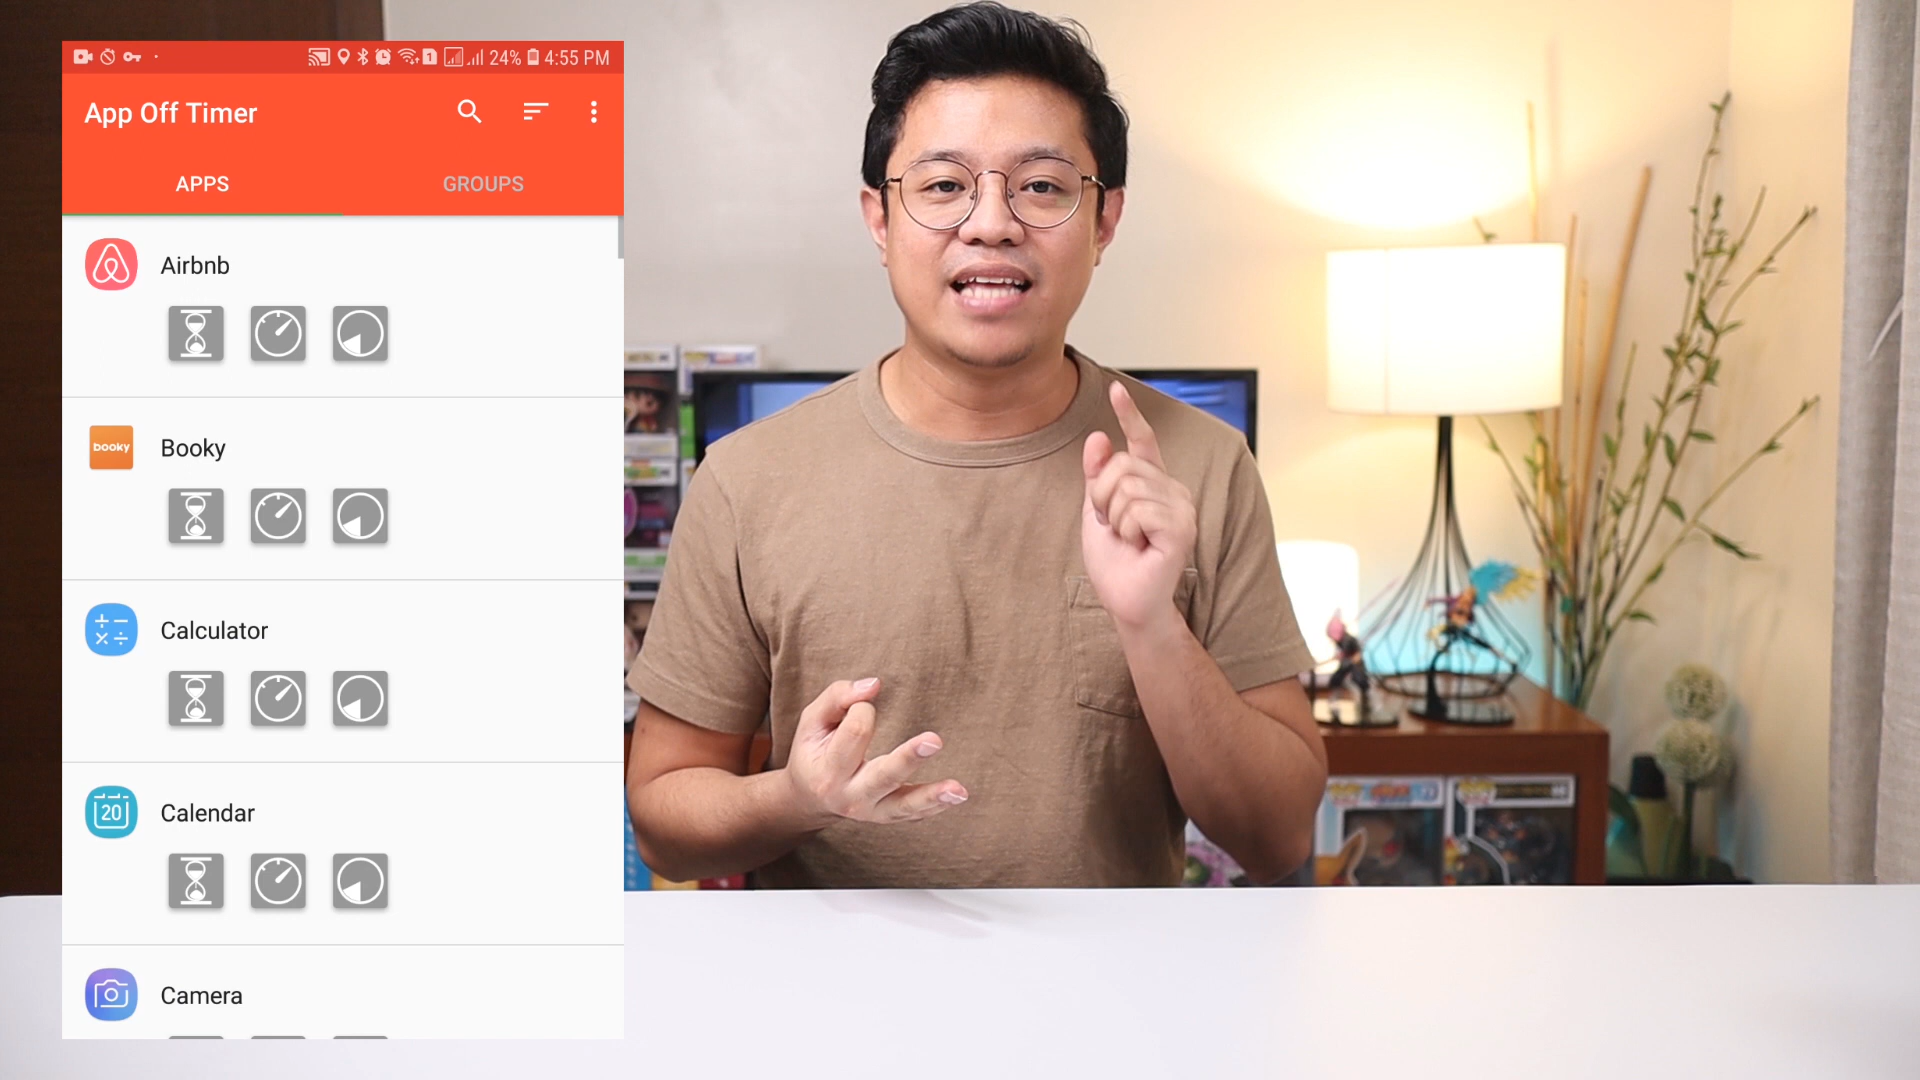 24% 4:55 PM
App Off Timer
APPS GROUPS
Airbnb
booky
Booky
Calculator
20
Calendar
Camera